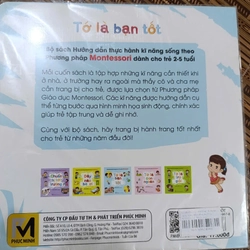 Tớ là bạn tốt
Bộ sách Hướng dẫn thực hành kĩ năng sống theo
Phương pháp Montessori dành cho trẻ 2-5 tuổi
Mỗi cuốn sách là tập hợp những kĩ năng cần thiết khi
ở nhà, ở trường hay ra ngoài mà thầy cô và cha mẹ
cần trang bị cho trẻ, được lựa chọn từ Phương pháp
Giáo dục Montessori. Các kĩ năng được hướng dẫn cụ
thể từng bước qua hình minh họa sinh động, chính xác
giúp trẻ tập trung và dễ ghi nhớ.
Cùng với bộ sách, hãy trang bị hành trang tốt nhất
cho trẻ từ những năm đầu đời!
PHÚC MINH
CÔNG TY CP ĐẦU TƯ TM & PHÁT TRIỂN PHÚC MINH